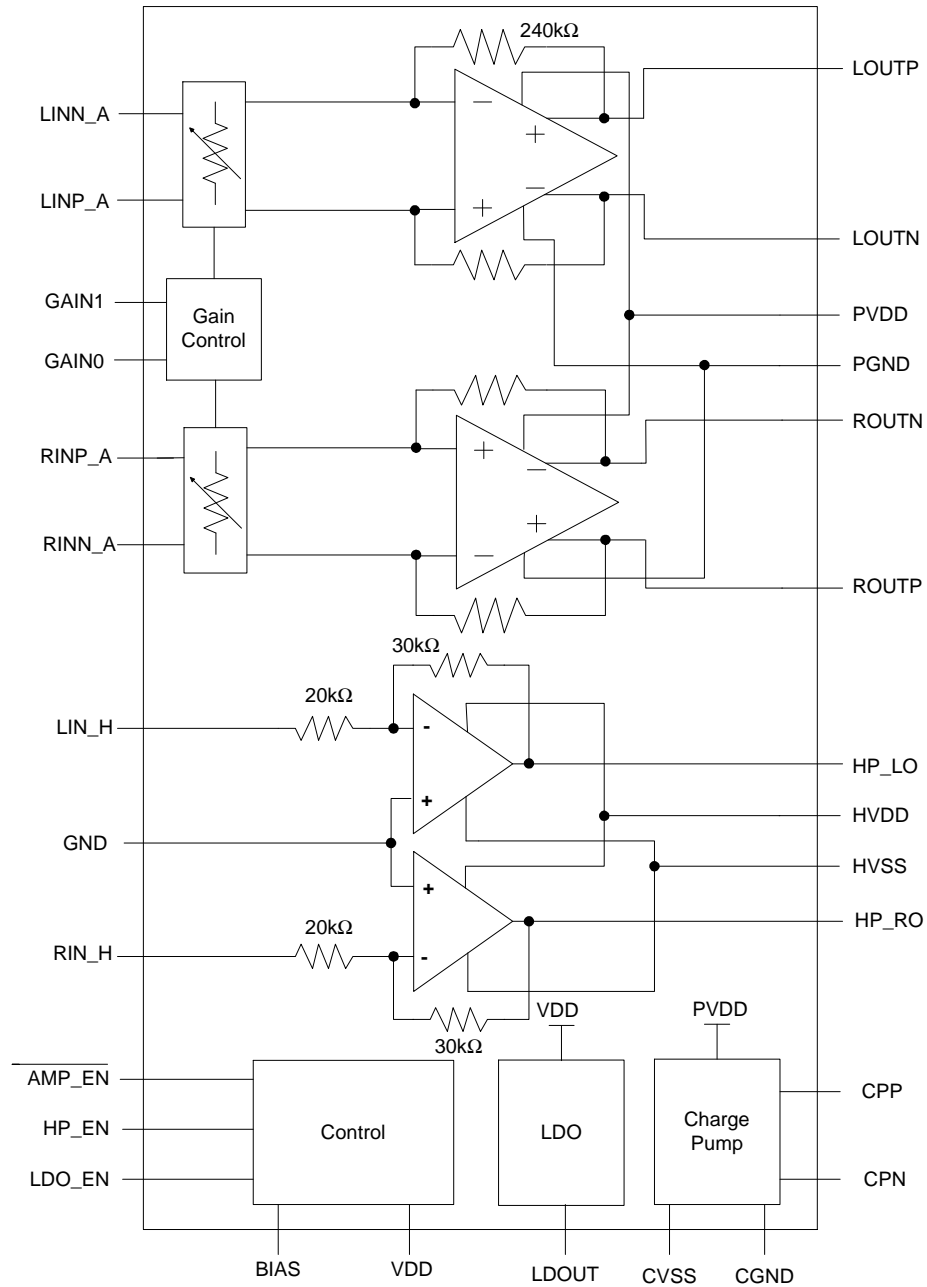 240kΩ
LOUTP
LINN_A
−
+
LINP_A
−
+
LOUTN
GAIN1
Gain
Control
PVDD
GAIN0
PGND
ROUTN
RINP_A
+
−
RINN_A
+
−
ROUTP
30kΩ
20kΩ
LIN_H
-
HP_LO
+
HVDD
GND
HVSS
+
HP_RO
20kΩ
RIN_H
-
VDD
PVDD
30kΩ
AMP_EN
CPP
HP_EN
Control
LDO
Charge
Pump
LDO_EN
CPN
BIAS
VDD
LDOUT
CVSS
CGND